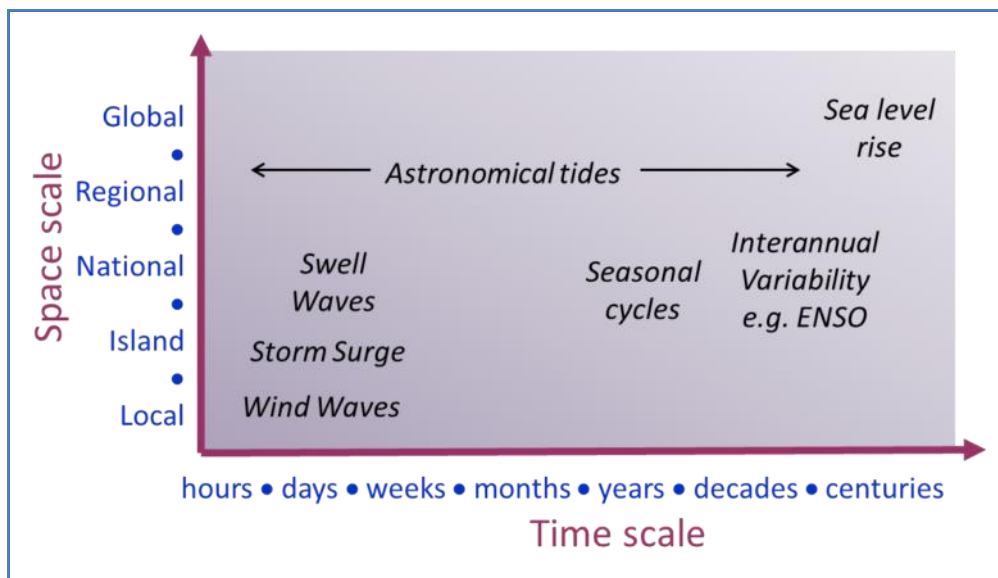 Space scale
Global
•
Regional
•
National
•
Island
•
Local
Sea level
rise
Astronomical tides
Swell
Waves
Seasonal
cycles
Interannual
Variability
e.g. ENSO
Storm Surge
Wind Waves
hours • days • weeks • months • years • decades • centuries
Time scale